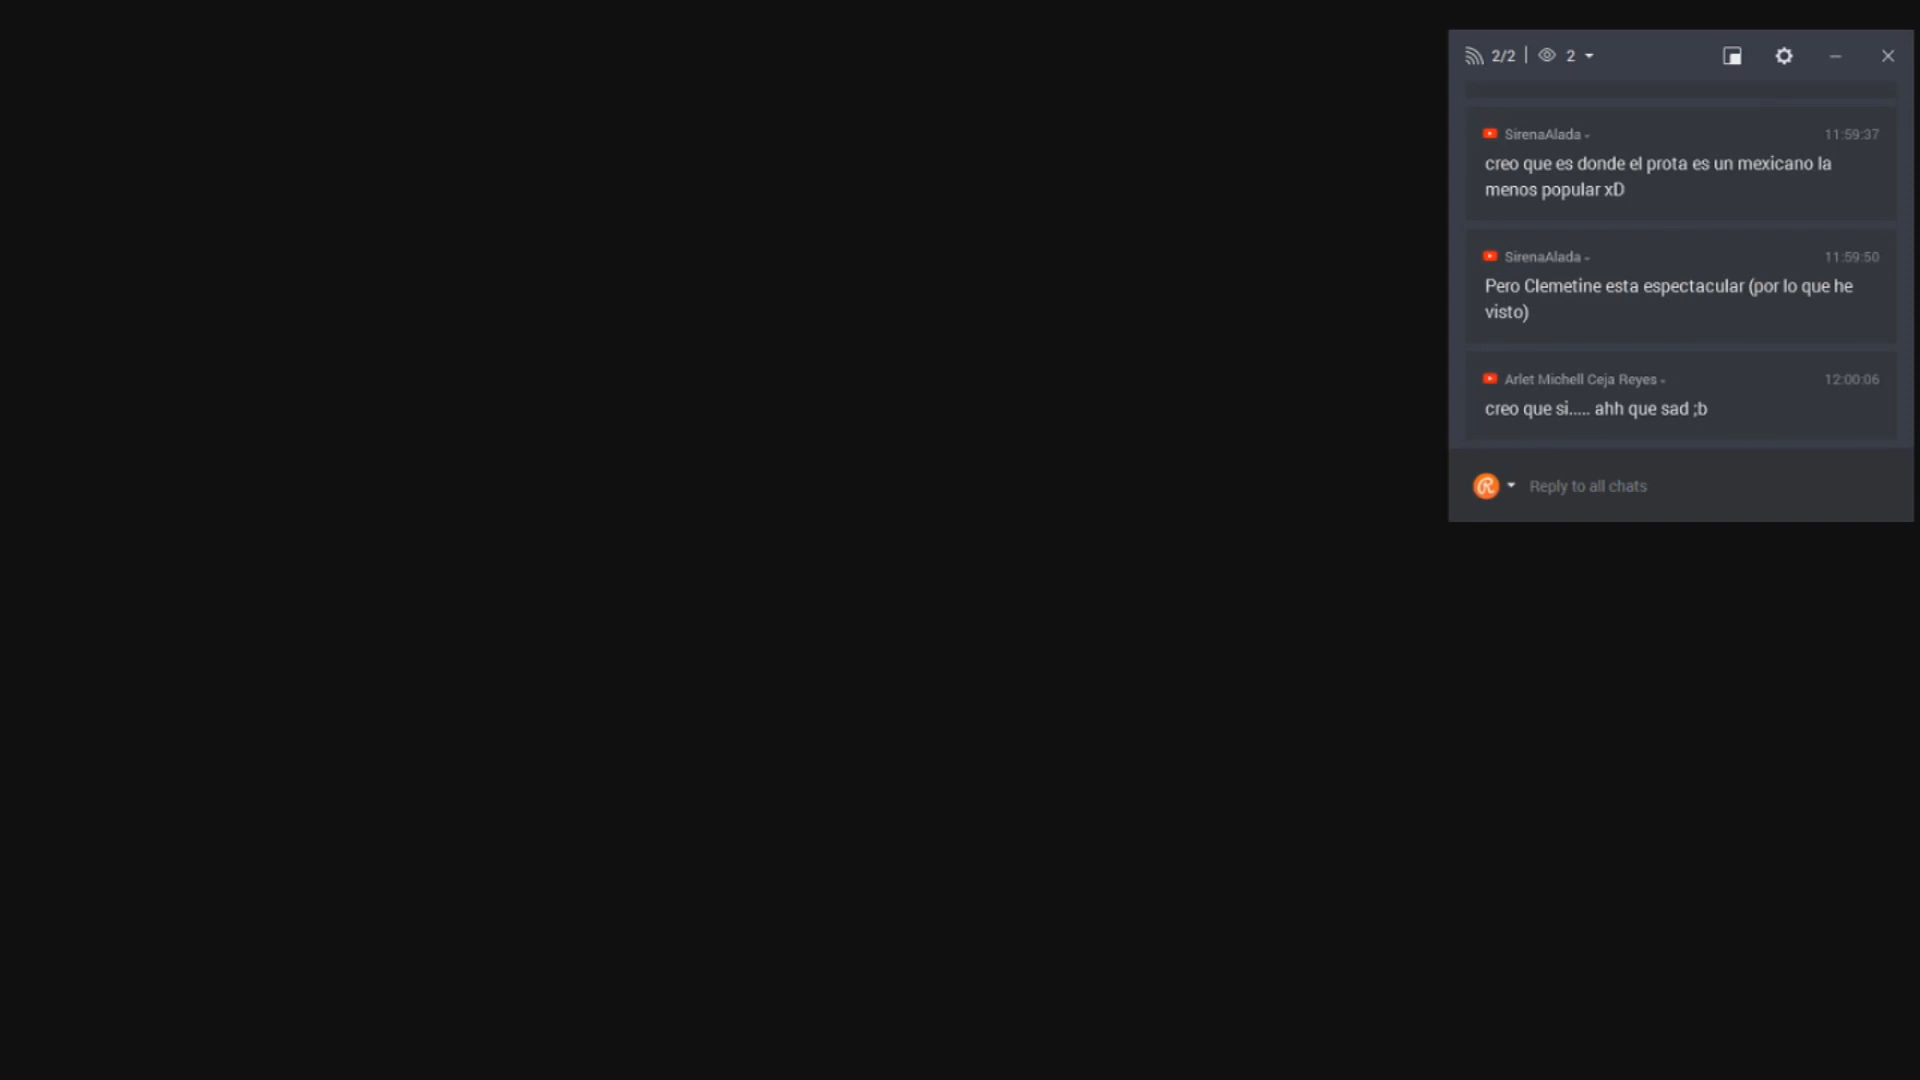 2/2 | 2
SirenaAlada -
11:59:37
creo que es donde el prota es un mexicano la
menos popular xD
SirenaAlada -
11:59:50
Pero Clemetine esta espectacular (por lo que he
visto)
Arlet Michell Ceja Reyes -
12:00:06
creo que si..... ahh que sad ;b
Reply to all chats